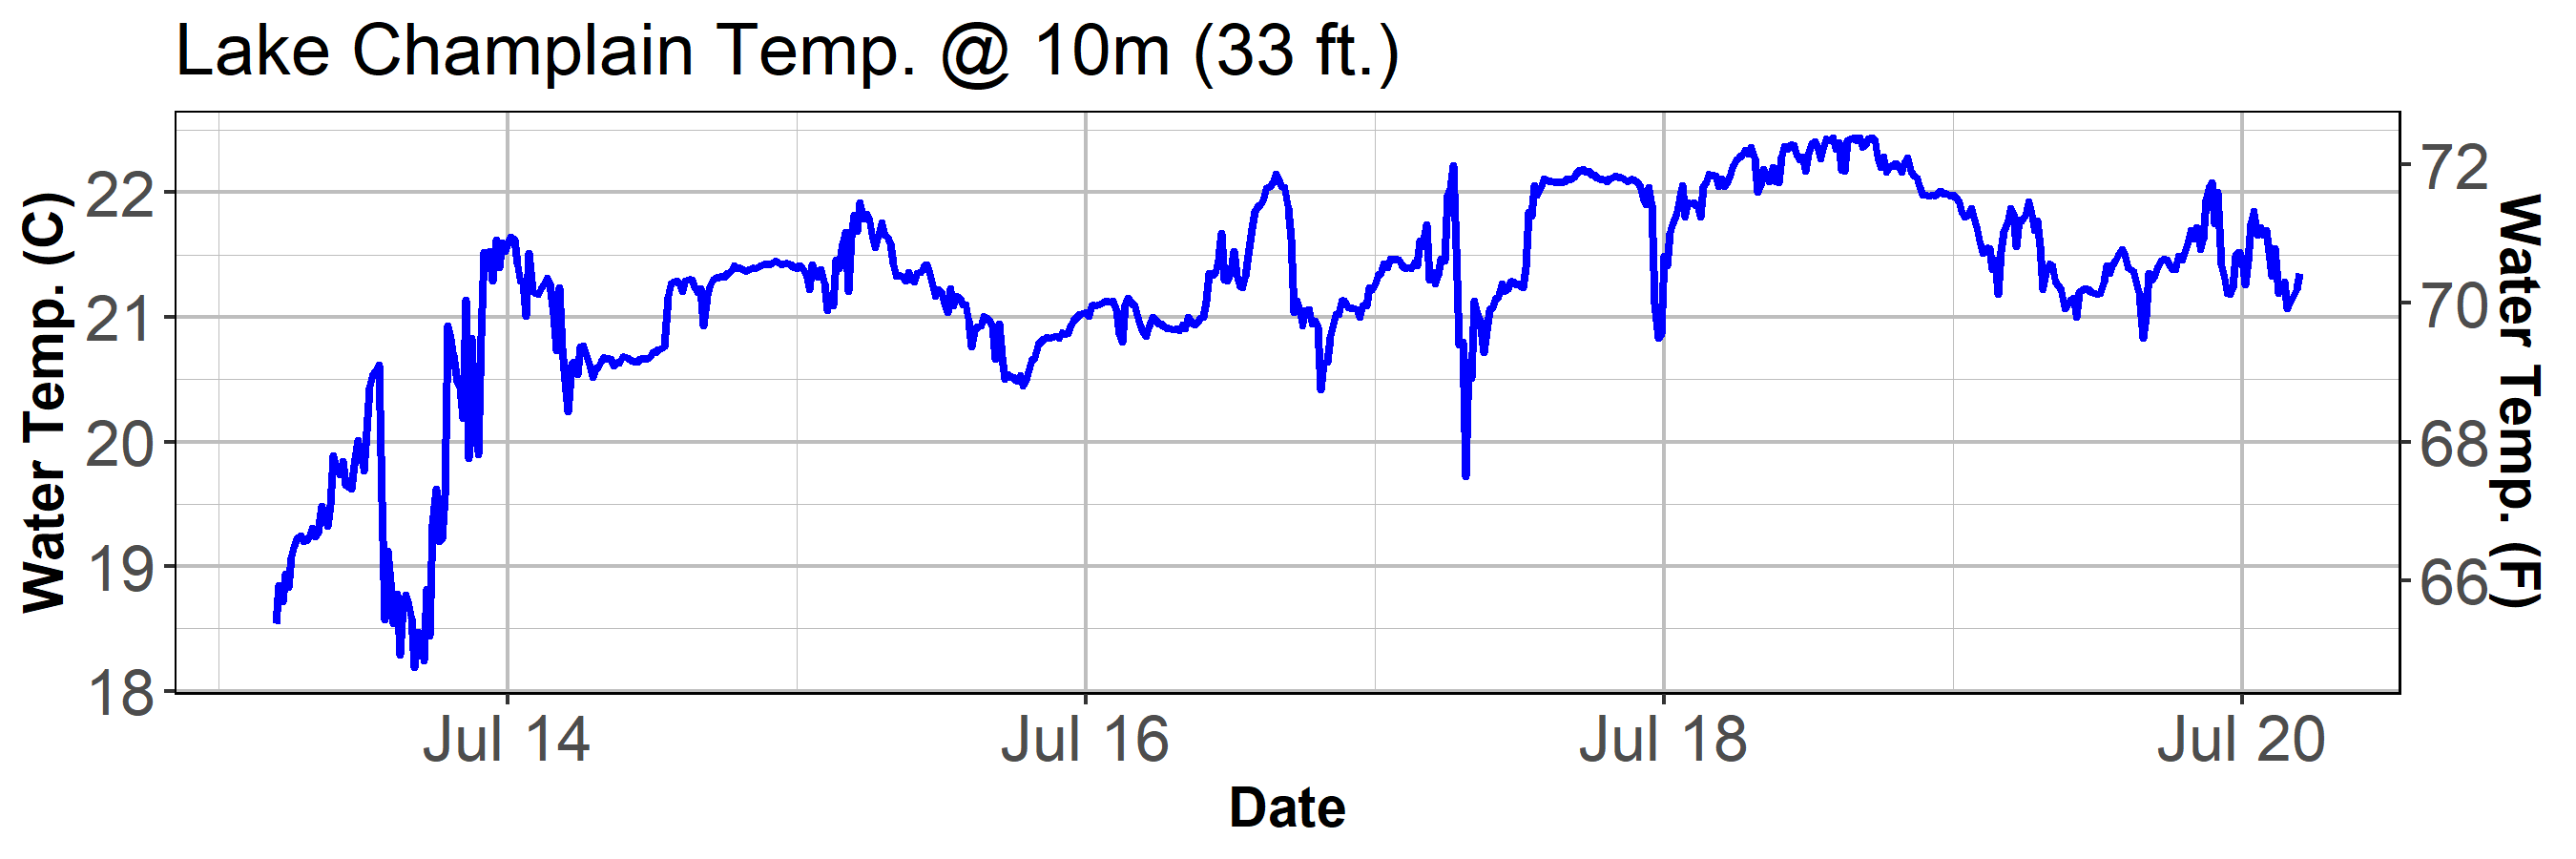 Lake Champlain Temp. @ 10m (33 ft.)
Water Temp. (C)
22
21
20
19
18
72
70
68
66
Water Temp. (F)
Jul 14
Jul 16
Jul 18
Jul 20
Date